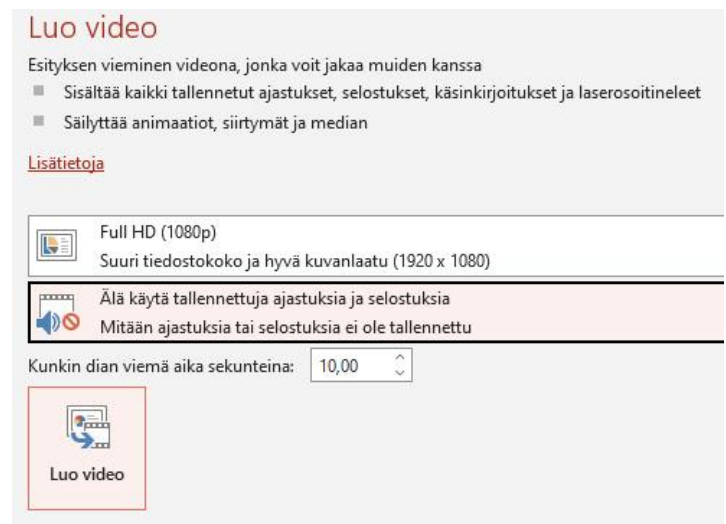 Luo video
Esityksen vieminen videona, jonka voit jakaa muiden kanssa
Sisältää kaikki tallennetut ajastukset, selostukset, käsinkirjoitukset ja laserosoitineleet
Säilyttää animaatiot, siirtymät ja median
Lisätietoja
Full HD (1080p)
Suuri tiedostokoko ja hyvä kuvanlaatu (1920 x 1080)
Älä käytä tallennettuja ajastuksia ja selostuksia
Mitään ajastuksia tai selostuksia ei ole tallennettu
Kunkin dian viemä aika sekunteina: 10,00
Luo video